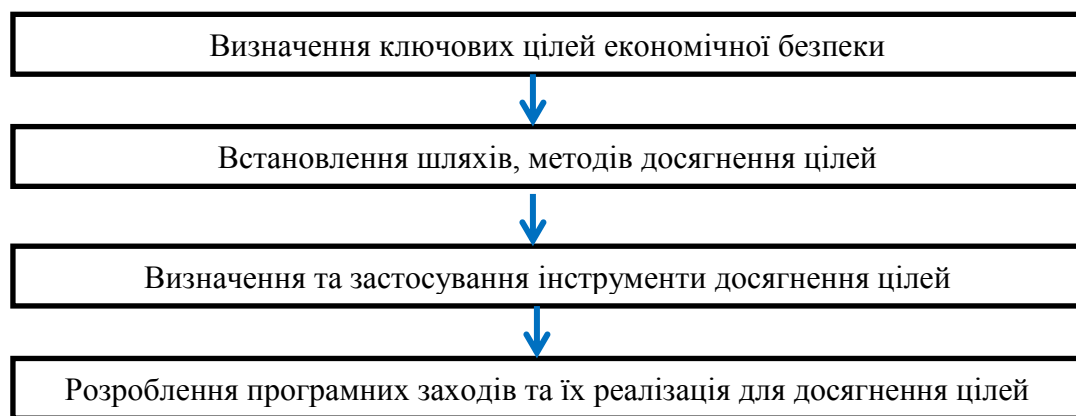 Визначення ключових цілей економічної безпеки
Встановлення шляхів, методів досягнення цілей
Визначення та застосування інструменти досягнення цілей
Розроблення програмних заходів та їх реалізація для досягнення цілей